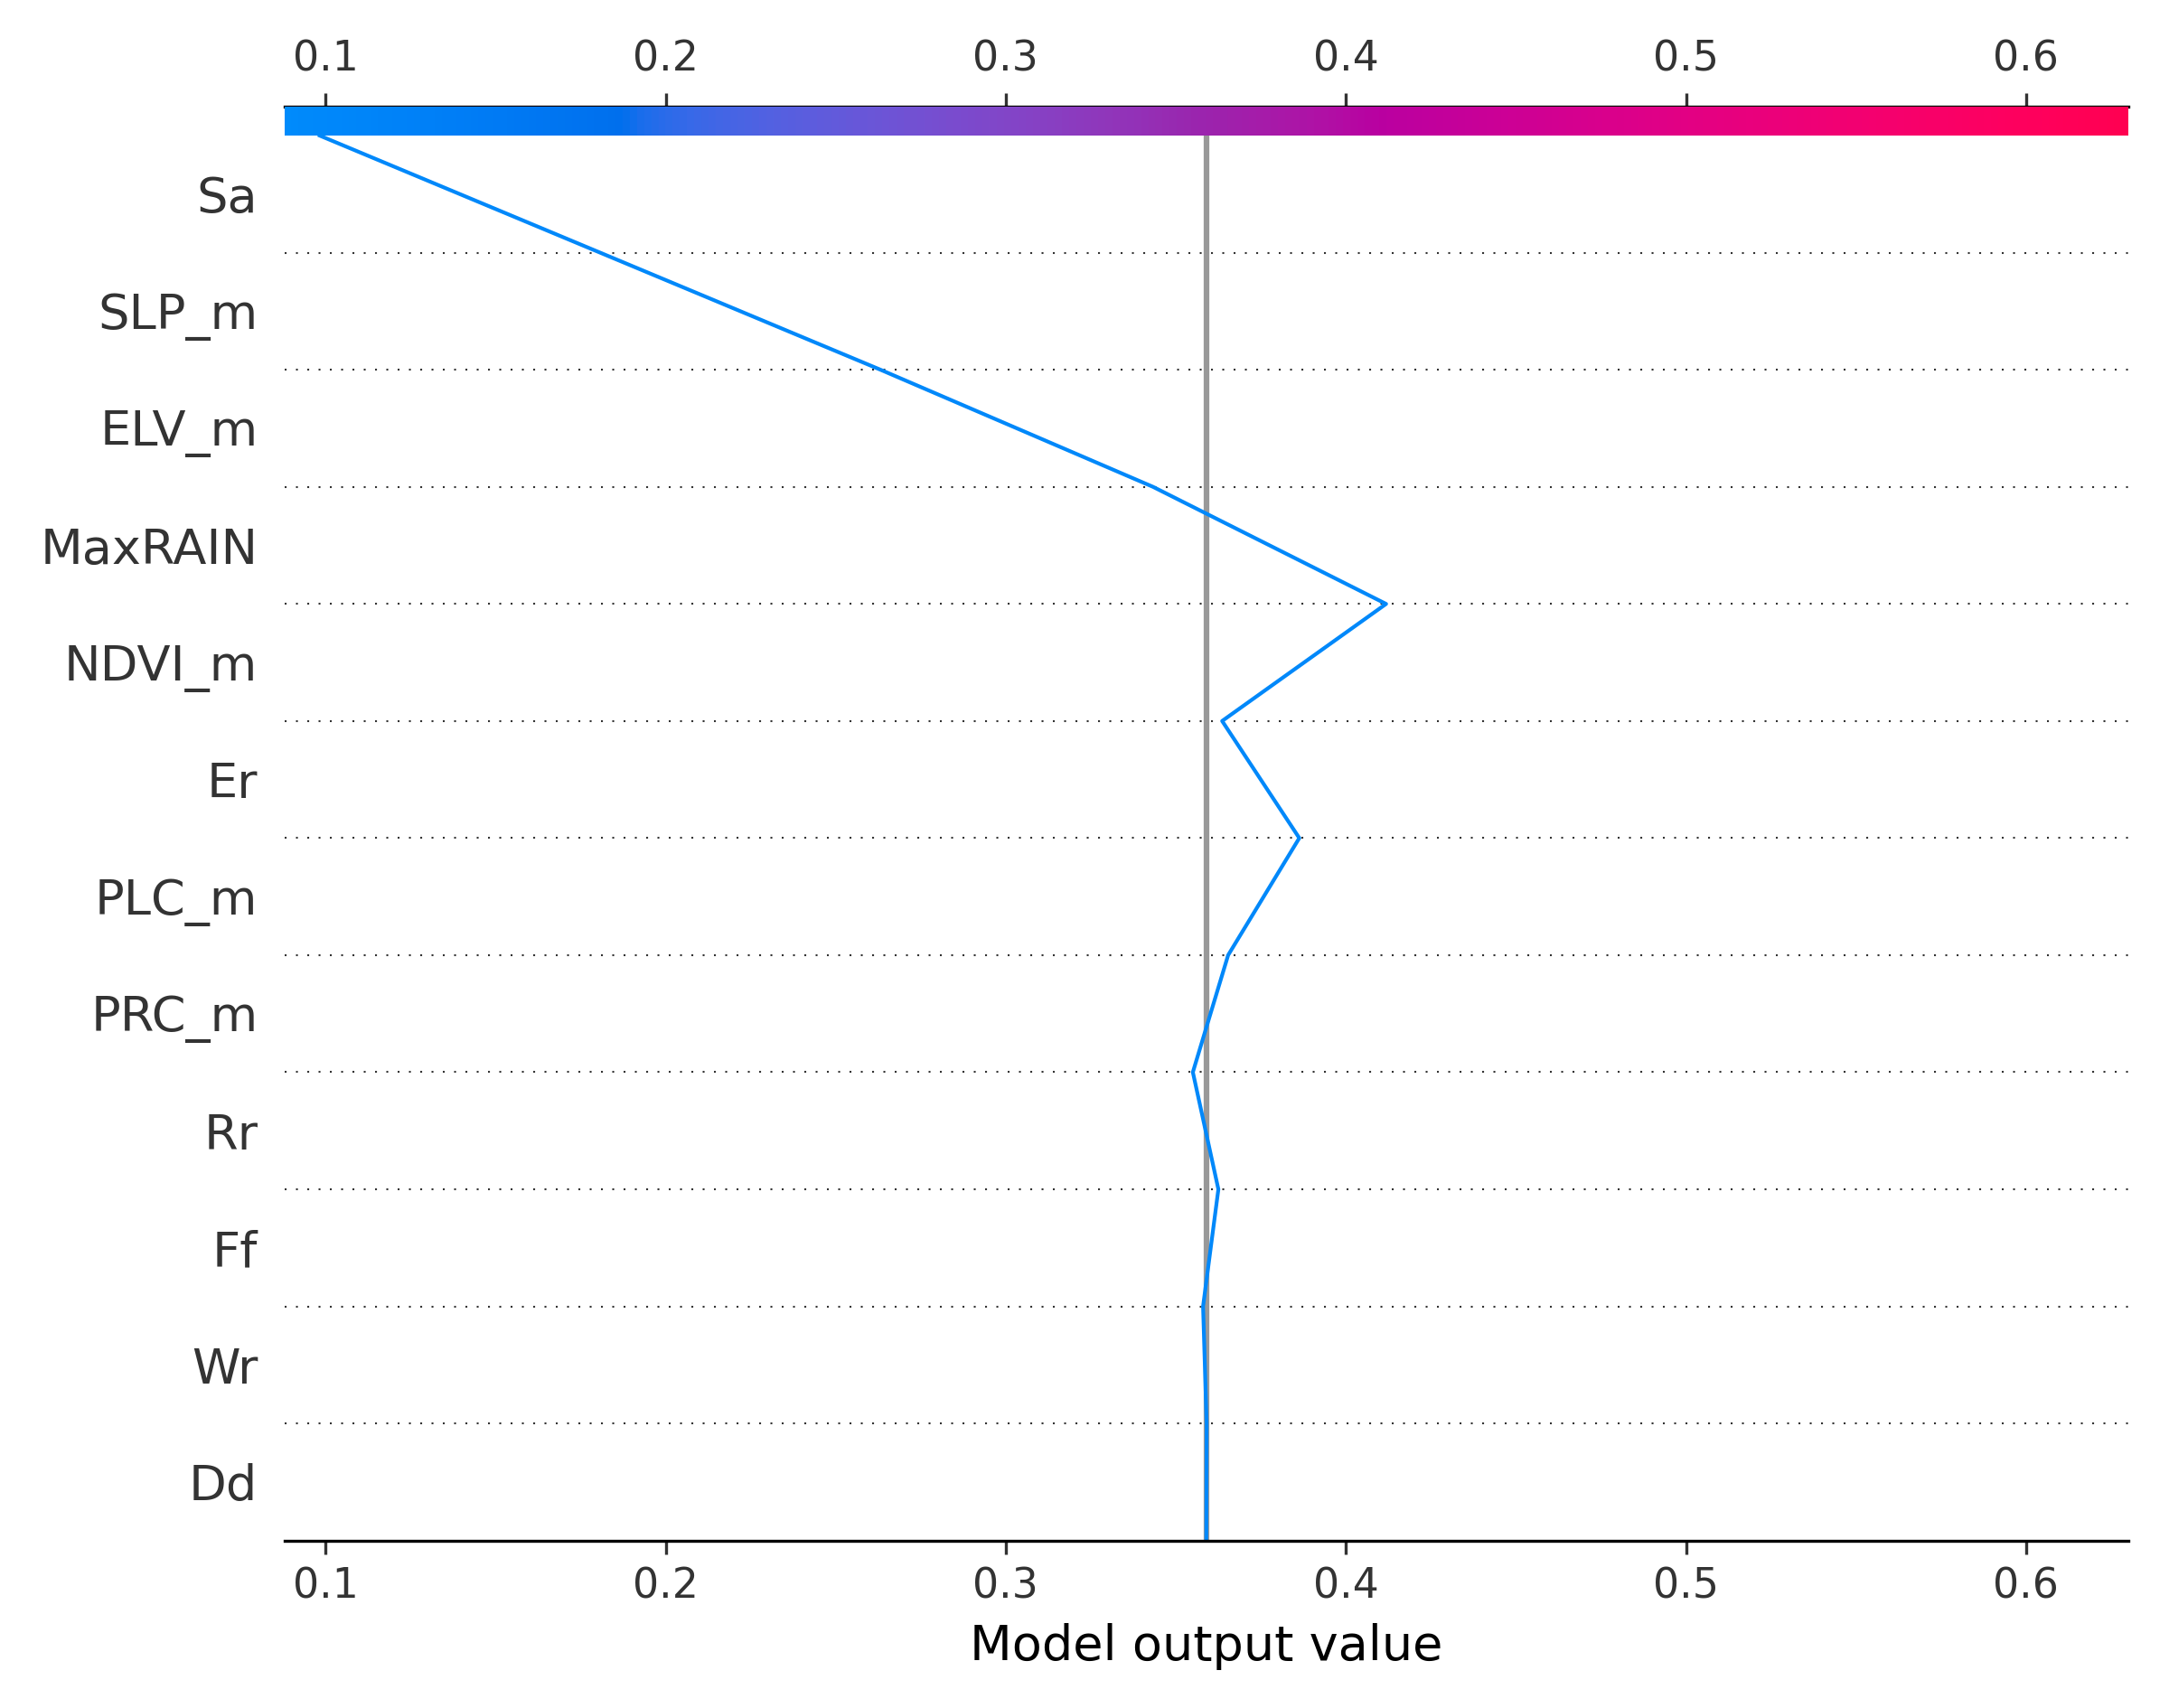 0.1 0.2 0.3 0.4 0.5 0.6
Sa
SLP_m
ELV_m
MaxRAIN
NDVI_m
Er
PLC_m
PRC_m
Rr
Ff
Wr
Dd
0.1 0.2 0.3 0.4 0.5 0.6
Model output value